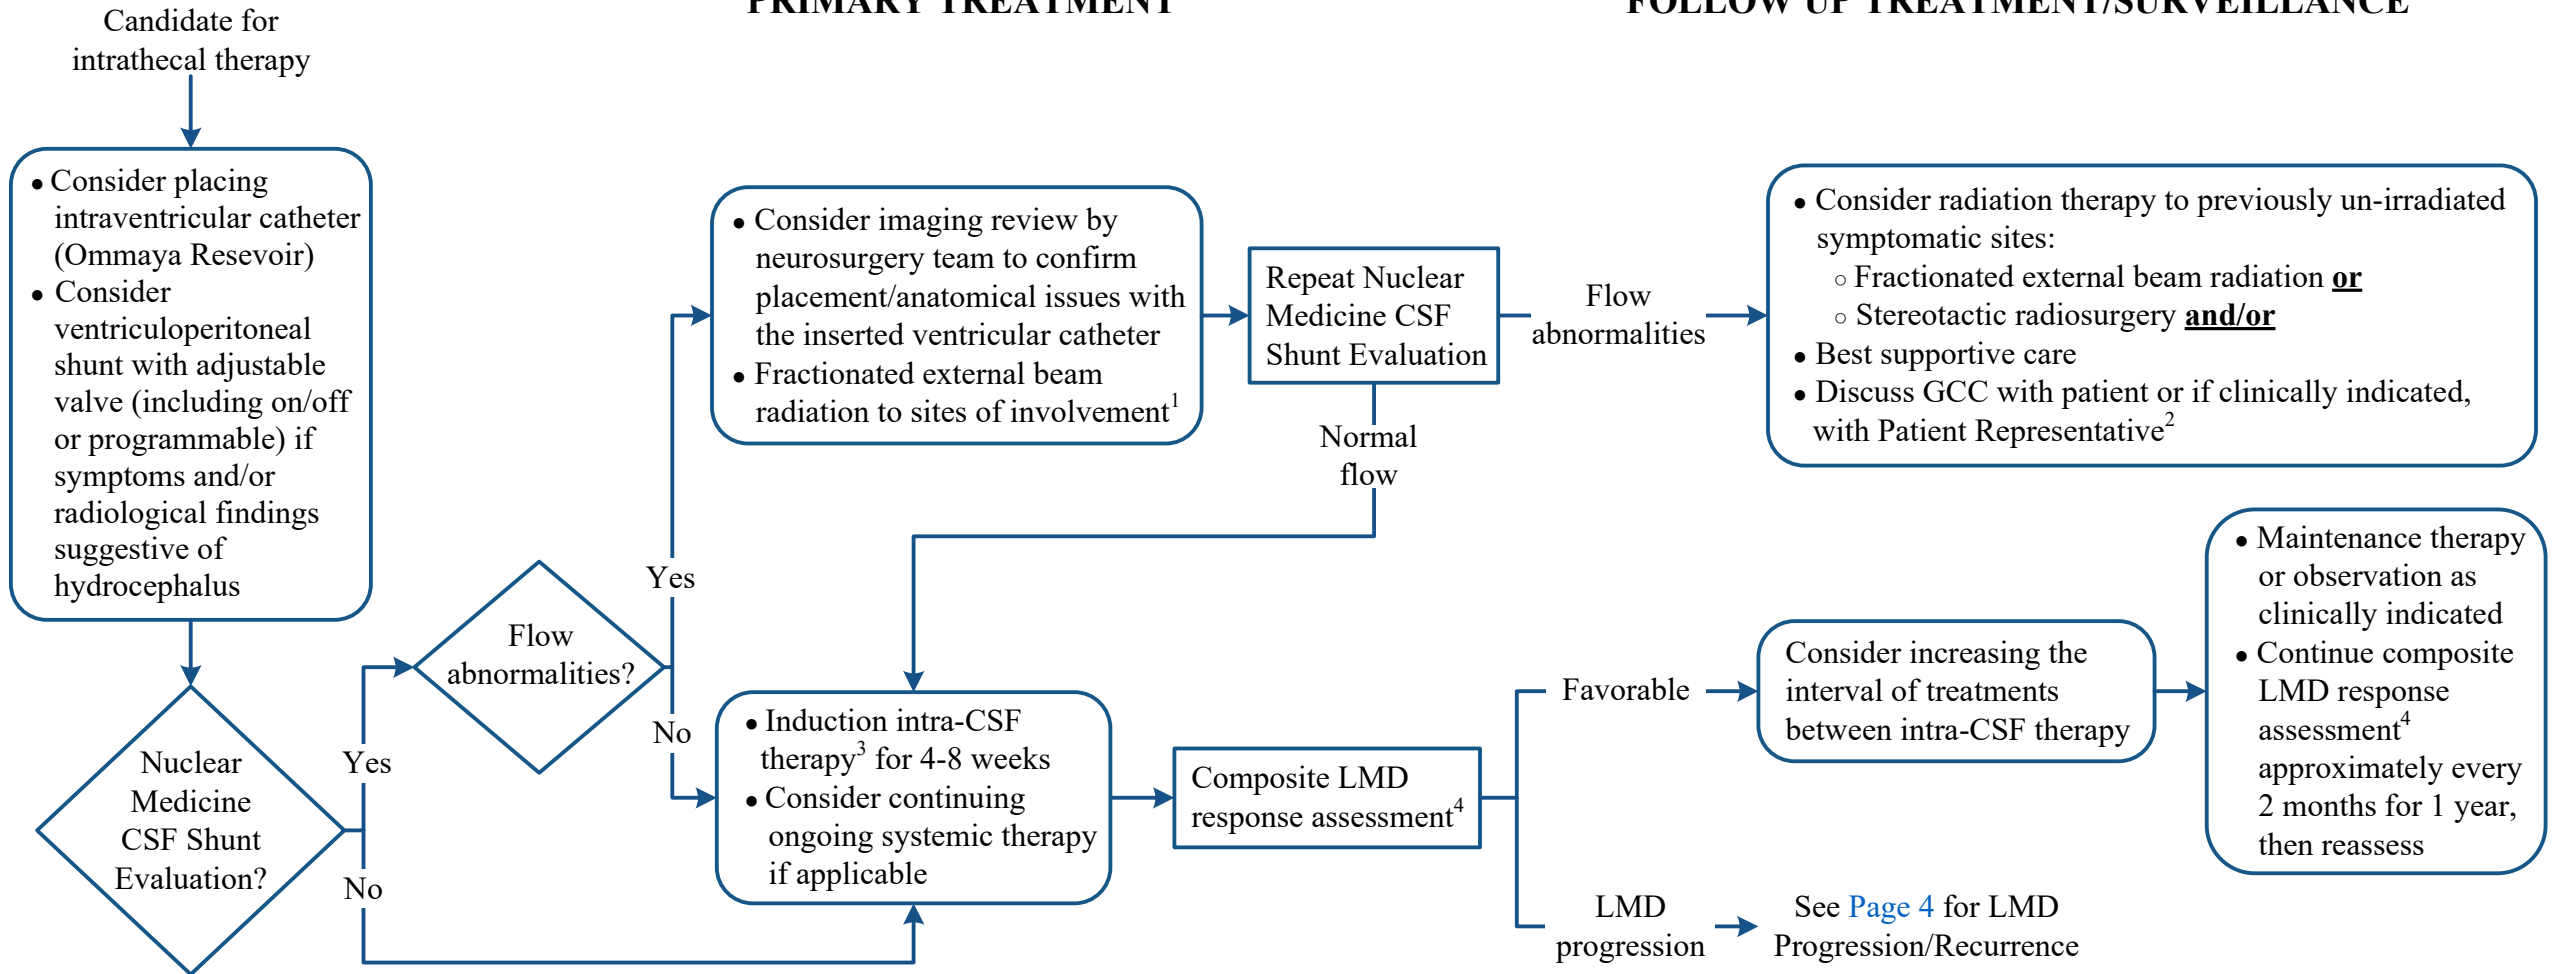 PRIMARY TREATMENT
FOLLOW UP TREATMENT/SURVEILLANCE
Candidate for
intrathecal therapy
• Consider placing
intraventricular catheter
(Ommaya Resevoir)
• Consider
ventriculoperitoneal
shunt with adjustable
valve (including on/off
or programmable) if
symptoms and/or
radiological findings
suggestive of
hydrocephalus
Nuclear
Medicine
CSF Shunt
Evaluation?
Yes
No
Flow
abnormalities?
Yes
No
• Consider imaging review by
neurosurgery team to confirm
placement/anatomical issues with
the inserted ventricular catheter
• Fractionated external beam
radiation to sites of involvement1
Repeat Nuclear
Medicine CSF
Shunt Evaluation
Flow
abnormalities
Normal
flow
• Consider radiation therapy to previously un-irradiated
symptomatic sites:
○ Fractionated external beam radiation or
○ Stereotactic radiosurgery and/or
• Best supportive care
• Discuss GCC with patient or if clinically indicated,
with Patient Representative2
• Induction intra-CSF
therapy3 for 4-8 weeks
• Consider continuing
ongoing systemic therapy
if applicable
Composite LMD
response assessment4
Favorable
Consider increasing the
interval of treatments
between intra-CSF therapy
• Maintenance therapy
or observation as
clinically indicated
• Continue composite
LMD response
assessment4
approximately every
2 months for 1 year,
then reassess
LMD
progression
See Page 4 for LMD
Progression/Recurrence